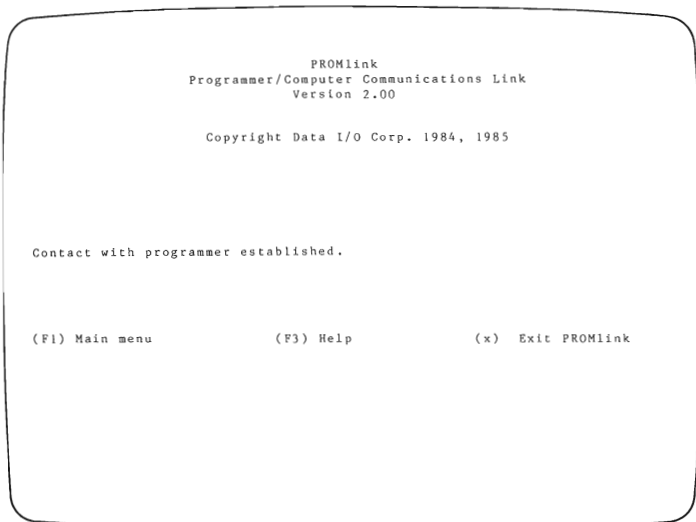 PROMlink
Programmer/Computer Communications Link
Version 2.00
Copyright Data I/O Corp. 1984, 1985
Contact with programmer established.
(F1) Main menu (F3) Help (x) Exit PROMlink